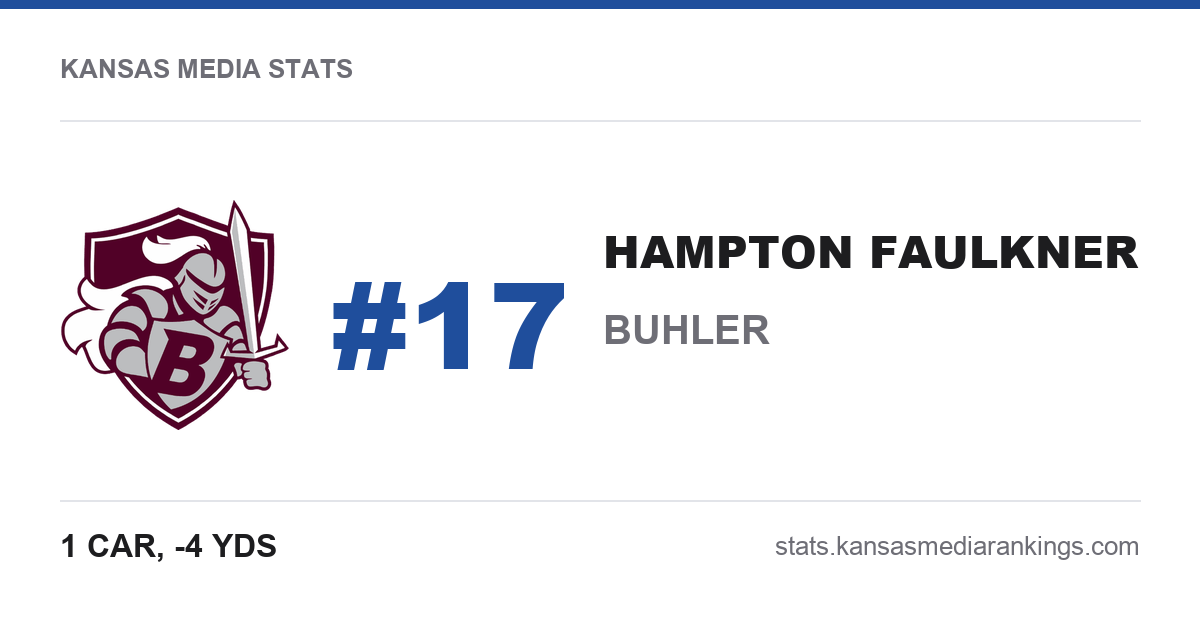 KANSAS MEDIA STATS
B
#17
HAMPTON FAULKNER
BUHLER
1 CAR, -4 YDS
stats.kansasmediarankings.com